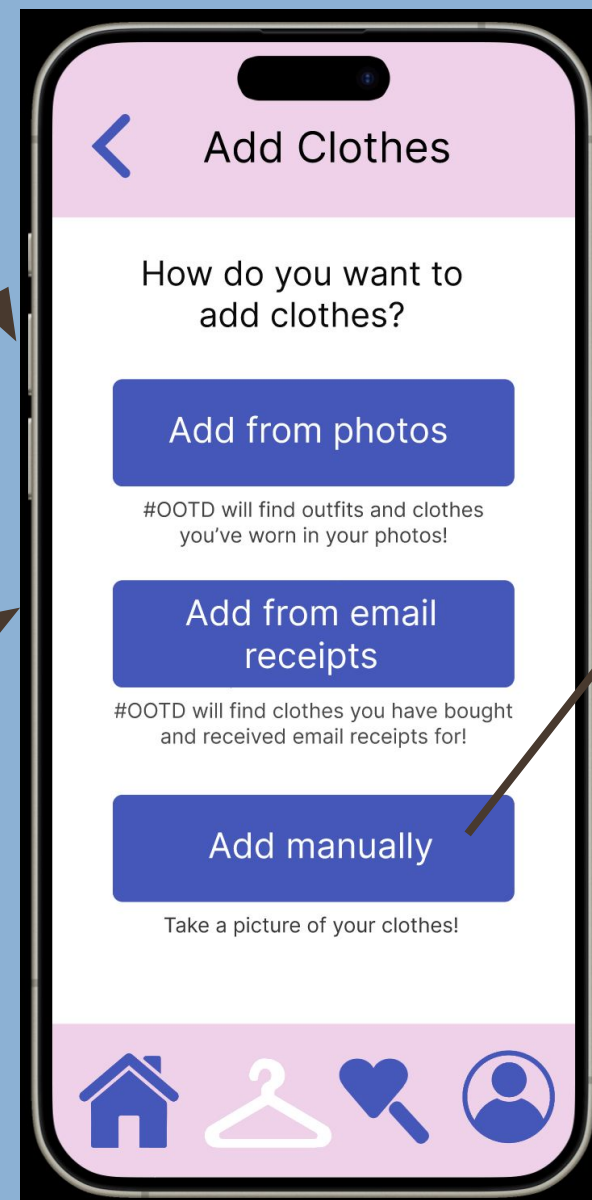 Add Clothes
How do you want to
add clothes?
Add from photos
#OOTD will find outfits and clothes
you’ve worn in your photos!
Add from email
receipts
#OOTD will find clothes you have bought
and received email receipts for!
Add manually
Take a picture of your clothes!